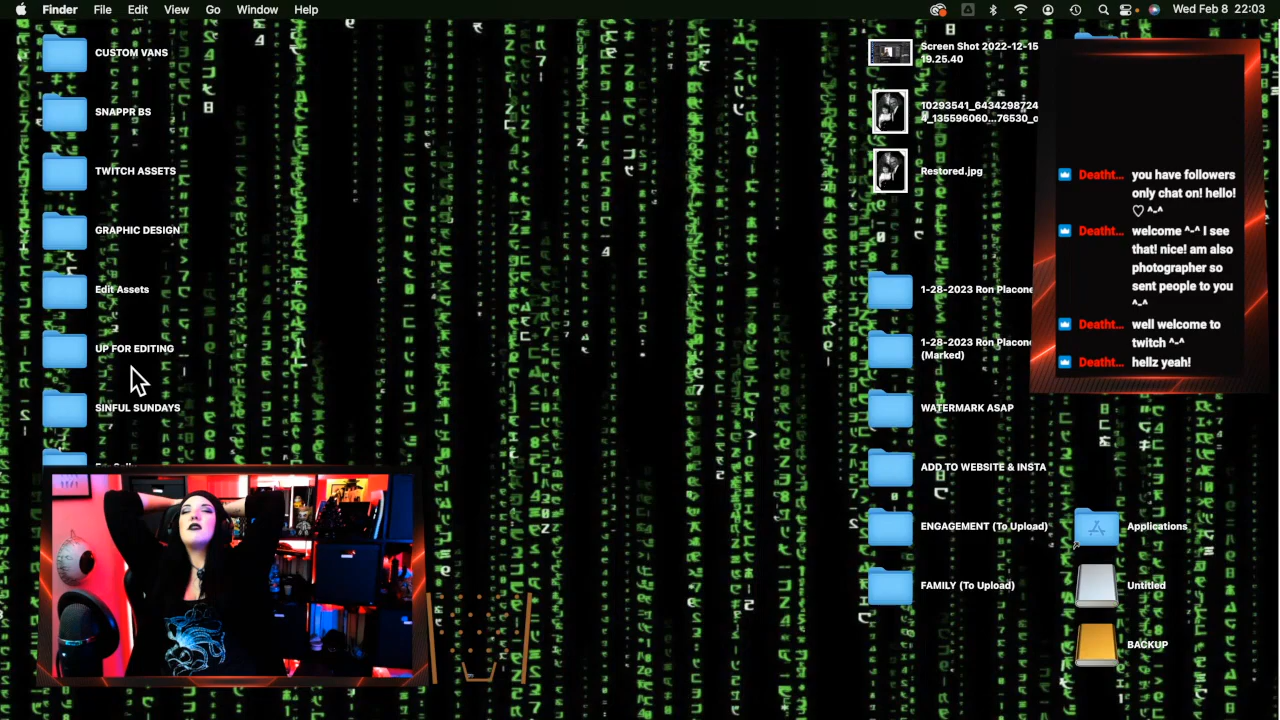 Finder File Edit View Go Window Help Wed Feb 8 22:03
CUSTOM VANS
SNAPPR BS
TWITCH ASSETS
GRAPHIC DESIGN
Edit Assets
UP FOR EDITING
SINFUL SUNDAYS
Screen Shot 2022-12-15
19.25.40
10293541_6434298724
4_135596060...76530_o
Restored.jpg
1-28-2023 Ron Placone
1-28-2023 Ron Placone
(Marked)
WATERMARK ASAP
ADD TO WEBSITE & INSTA
ENGAGEMENT (To Upload)
FAMILY (To Upload)
Deatht... you have followers
only chat on! hello!
♡ ^-^
Deatht... welcome ^-^ I see
that! nice! am also
photographer so
sent people to you
^-^
Deatht... well welcome to
twitch ^-^
Deatht... hellz yeah!
Applications
Untitled
BACKUP